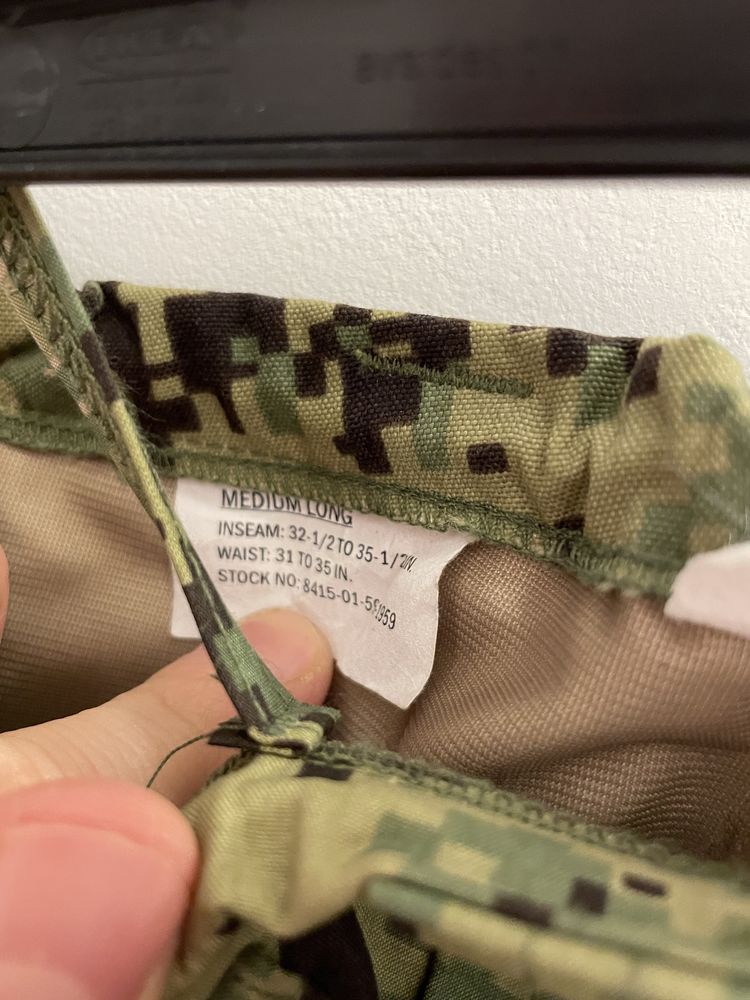 IKEA
MEDIUM LONG
INSEAM: 32-1/2 TO 35-1/2 IN.
WAIST: 31 TO 35 IN.
STOCK NO: 8415-01-5